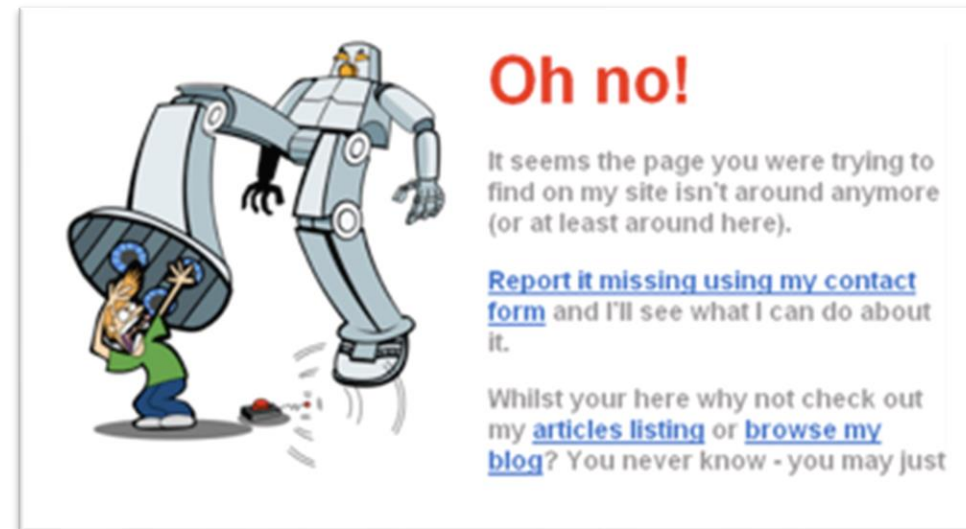 Oh no!
It seems the page you were trying to
find on my site isn't around anymore
(or at least around here).
Report it missing using my contact
form and I'll see what I can do about
it.
Whilst your here why not check out
my articles listing or browse my
blog? You never know - you may just